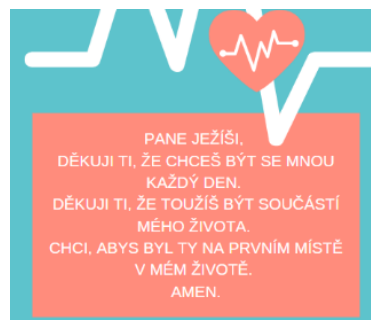 PANE JEŽÍŠI,
DĚKUJI TI, ŽE CHCEŠ BÝT SE MNOU
KAŽDÝ DEN.
DĚKUJI TI, ŽE TOUŽÍŠ BÝT SOUČÁSTÍ
MÉHO ŽIVOTA.
CHCI, ABYS BYL TY NA PRVNÍM MÍSTĚ
V MÉM ŽIVOTĚ.
AMEN.